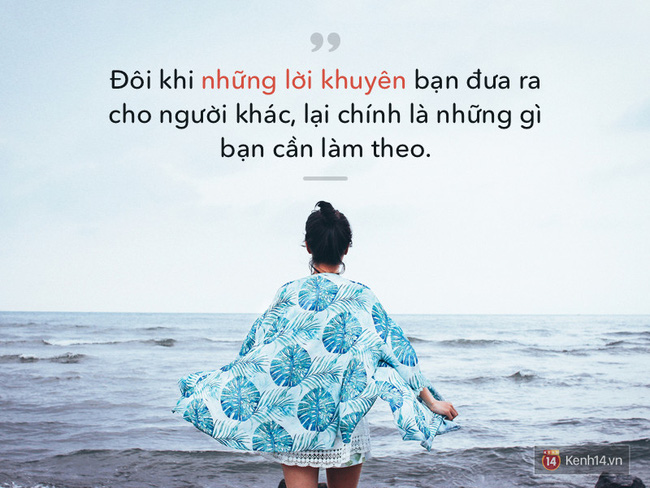 ”
Đôi khi những lời khuyên bạn đưa ra
cho người khác, lại chính là những gì
bạn cần làm theo.
14 Kenh14.vn